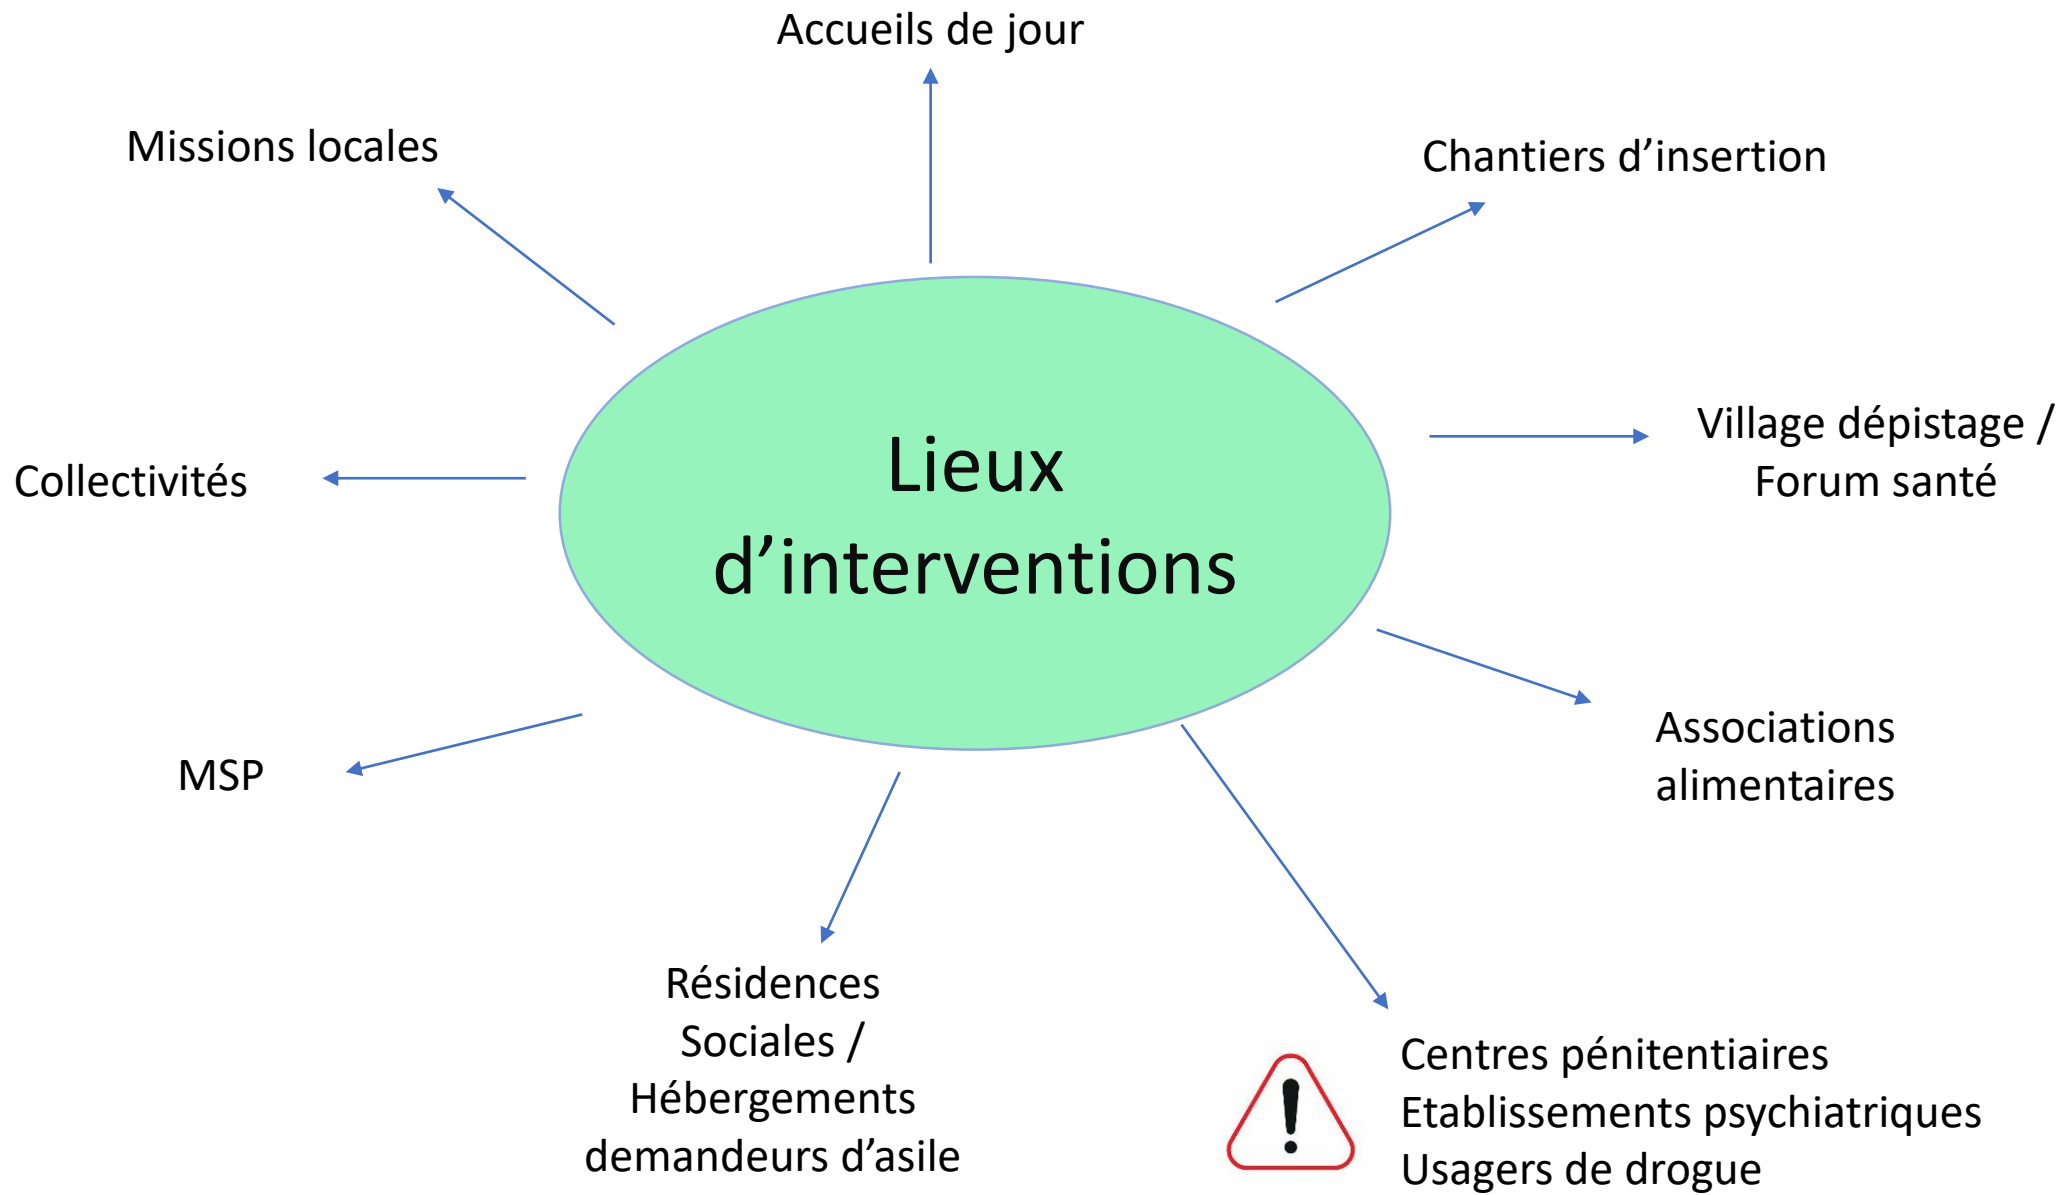 Accueils de jour
Missions locales
Chantiers d’insertion
Village dépistage /
Forum santé
Collectivités
Lieux
d’interventions
Associations
alimentaires
MSP
Résidences
Sociales /
Hébergements
demandeurs d’asile
Centres pénitentiaires
Etablissements psychiatriques
Usagers de drogue